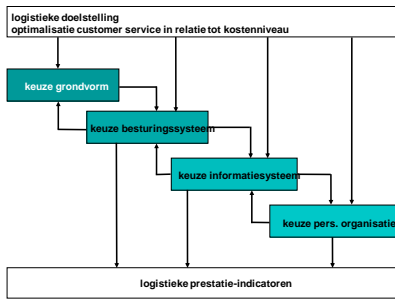 logistieke doelstelling
optimalisatie customer service in relatie tot kostenniveau
keuze grondvorm
keuze besturingssysteem
keuze informatiesysteem
keuze pers. organisatie
logistieke prestatie-indicatoren